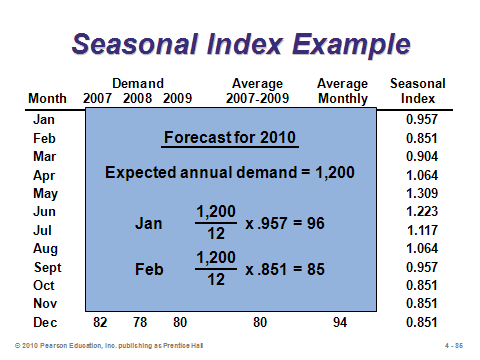 Seasonal Index Example
Demand Average Average Seasonal
Month 2007 2008 2009 2007-2009 Monthly Index
Jan 0.957
Feb 0.851
Mar 0.904
Apr 1.064
May 1.309
Jun 1.223
Jul 1.117
Aug 1.064
Sept 0.957
Oct 0.851
Nov 0.851
Dec 82 78 80 80 94 0.851
Forecast for 2010
Expected annual demand = 1,200
1,200
Jan x .957 = 96
12
1,200
Feb x .851 = 85
12
© 2010 Pearson Education, Inc. publishing as Prentice Hall 4 - 86